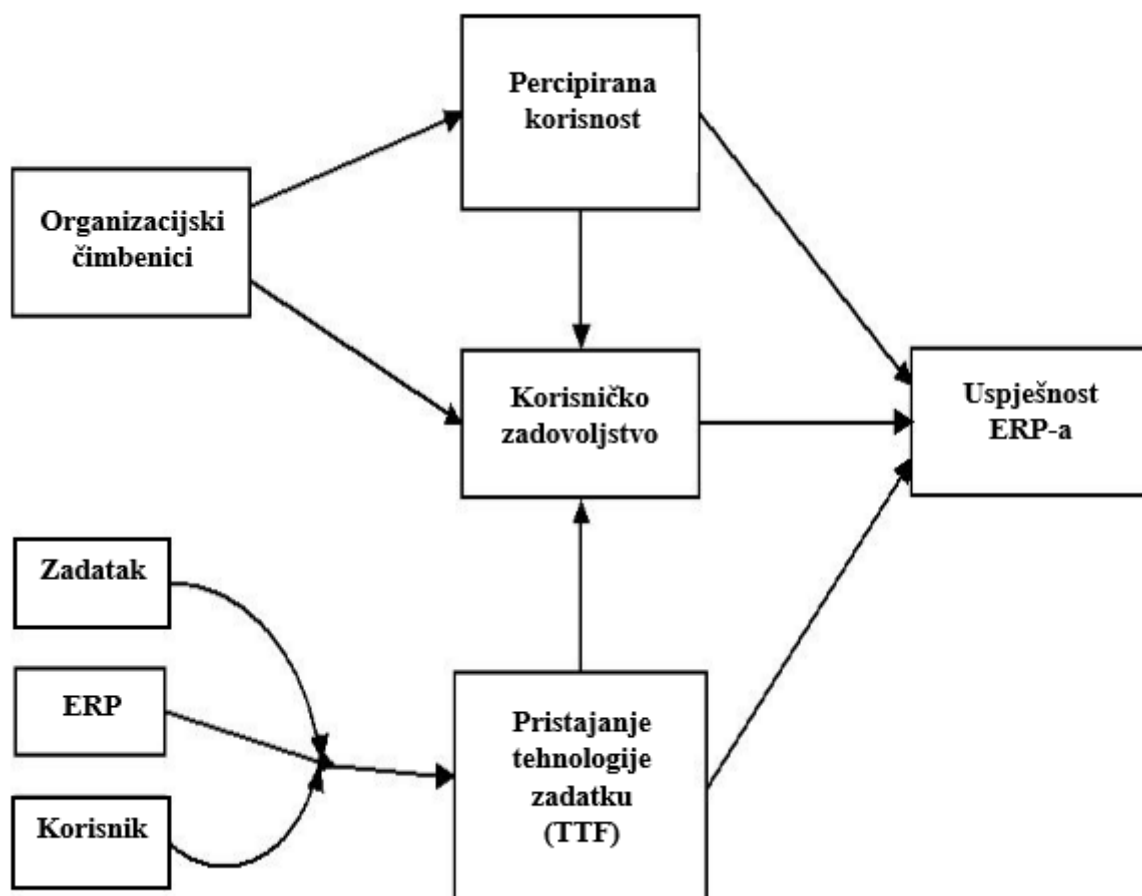 Percipirana
korisnost
Organizacijski
čimbenici
Korisničko
zadovoljstvo
Uspješnost
ERP-a
Zadatak
ERP
Korisnik
Pristajanje
tehnologije
zadatku
(TTF)